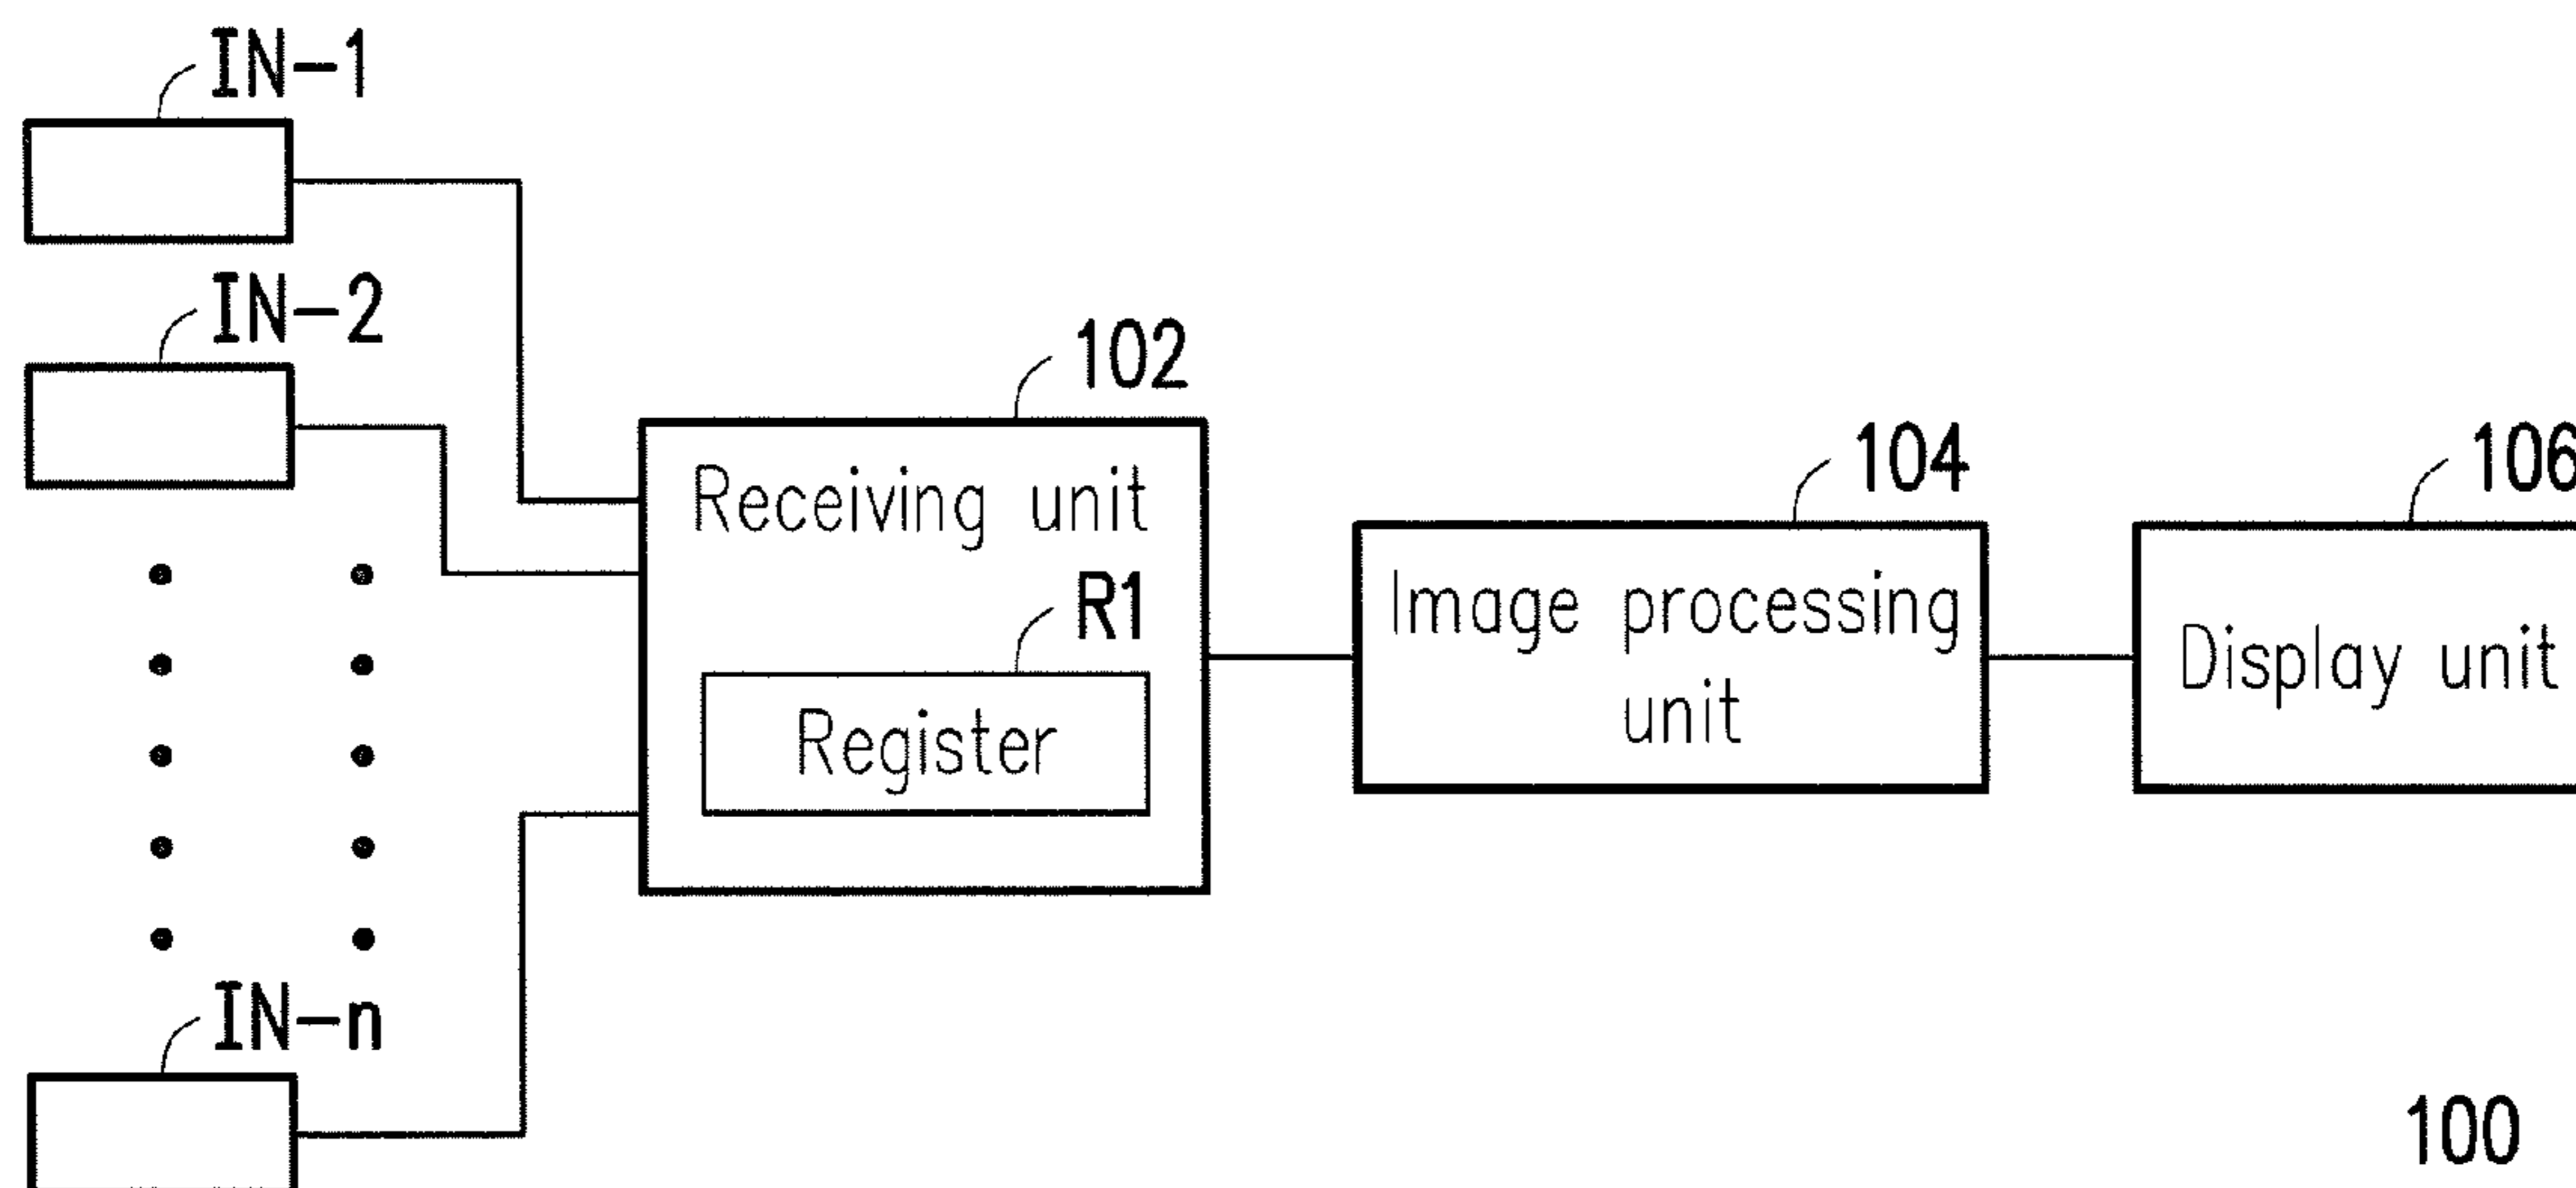 IN-1
IN-2
102
Receiving unit
R1
Register
104
Image processing
unit
106
Display unit
IN-n
100